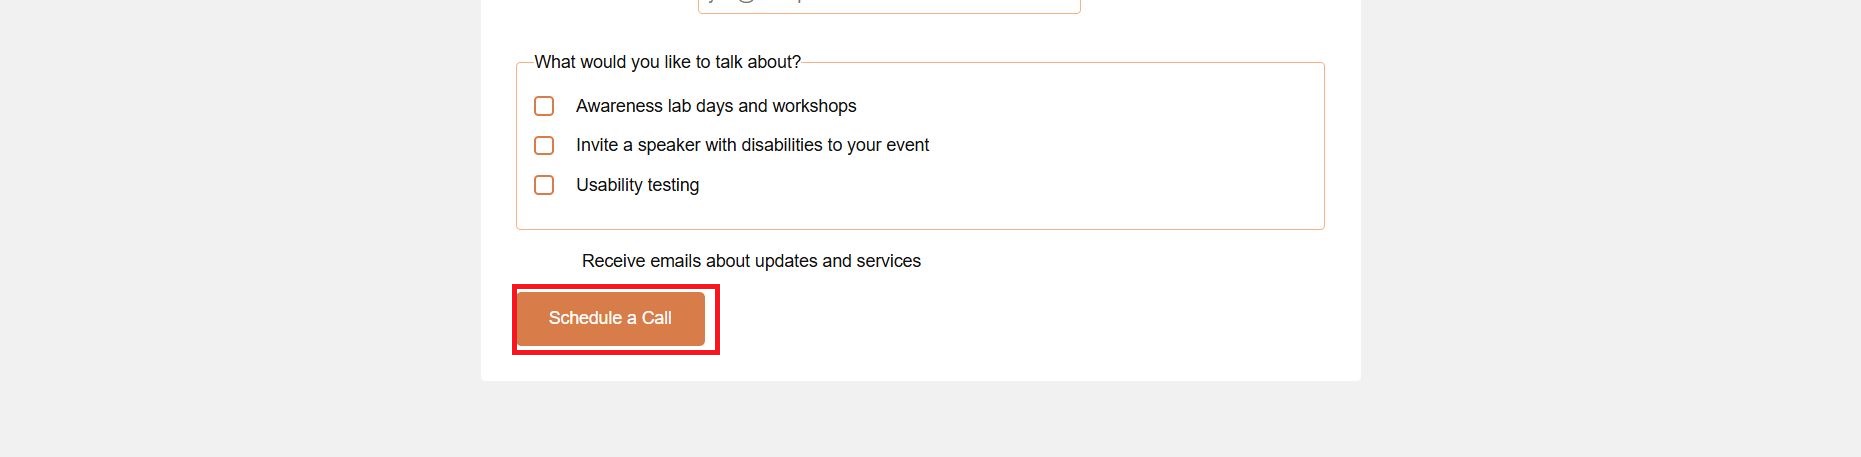 What would you like to talk about?
Awareness lab days and workshops
Invite a speaker with disabilities to your event
Usability testing
Receive emails about updates and services
Schedule a Call